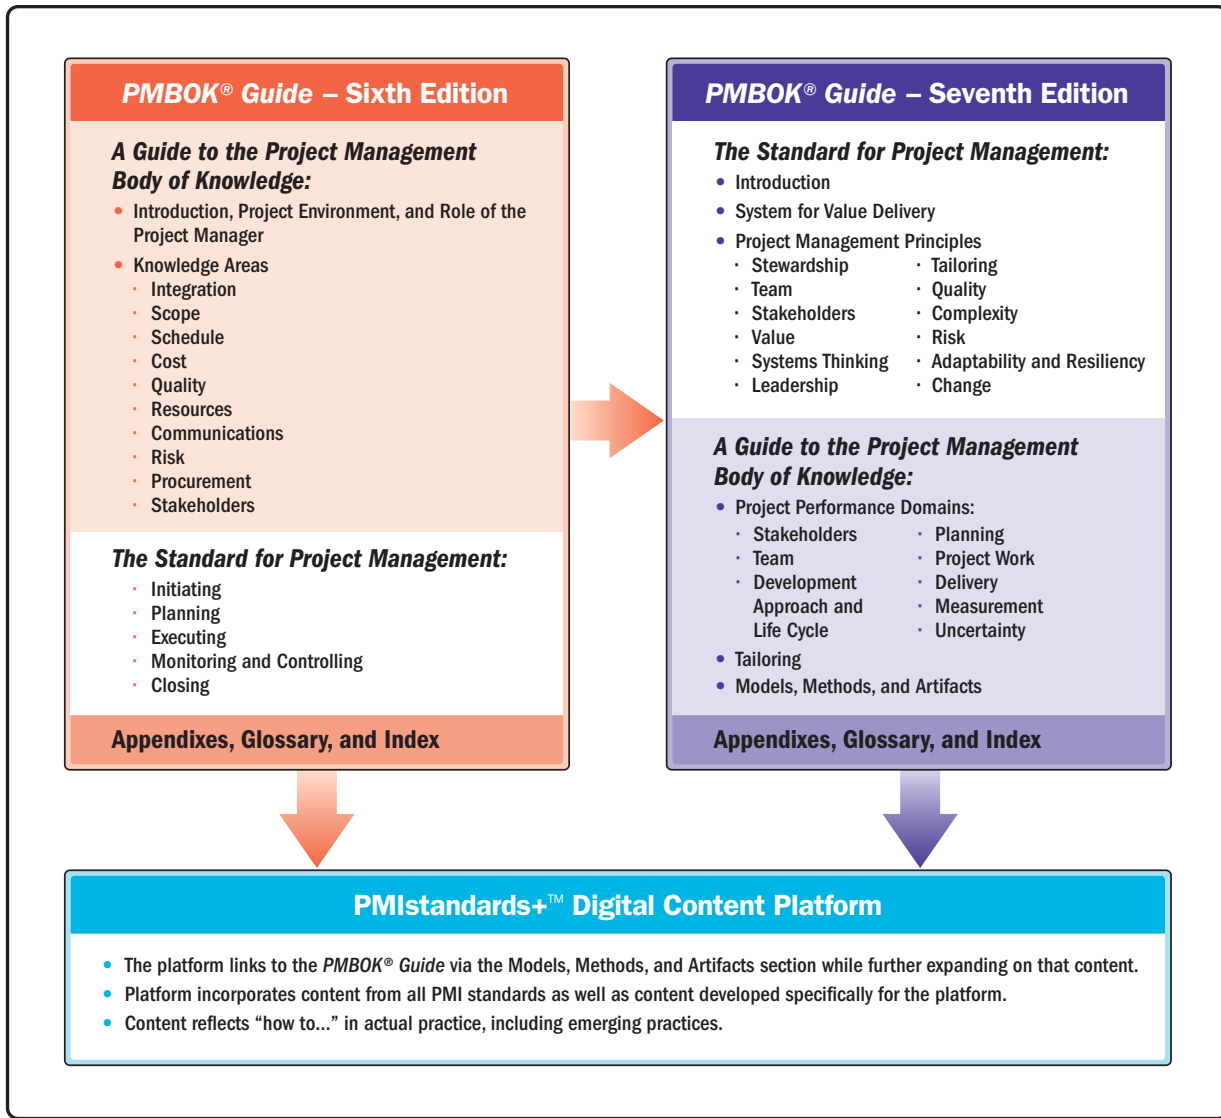 PMBOK® Guide – Sixth Edition
A Guide to the Project Management
Body of Knowledge:
• Introduction, Project Environment, and Role of the
Project Manager
• Knowledge Areas
· Integration
· Scope
· Schedule
· Cost
· Quality
· Resources
· Communications
· Risk
· Procurement
· Stakeholders
The Standard for Project Management:
· Initiating
· Planning
· Executing
· Monitoring and Controlling
· Closing
Appendixes, Glossary, and Index
PMBOK® Guide – Seventh Edition
The Standard for Project Management:
• Introduction
• System for Value Delivery
• Project Management Principles
· Stewardship
· Team
· Stakeholders
· Value
· Systems Thinking
· Leadership
· Tailoring
· Quality
· Complexity
· Risk
· Adaptability and Resiliency
· Change
A Guide to the Project Management
Body of Knowledge:
• Project Performance Domains:
· Stakeholders
· Team
· Development
Approach and
Life Cycle
· Planning
· Project Work
· Delivery
· Measurement
· Uncertainty
• Tailoring
• Models, Methods, and Artifacts
Appendixes, Glossary, and Index
PMIstandards+™ Digital Content Platform
• The platform links to the PMBOK® Guide via the Models, Methods, and Artifacts section while further expanding on that content.
• Platform incorporates content from all PMI standards as well as content developed specifically for the platform.
• Content reflects “how to...” in actual practice, including emerging practices.